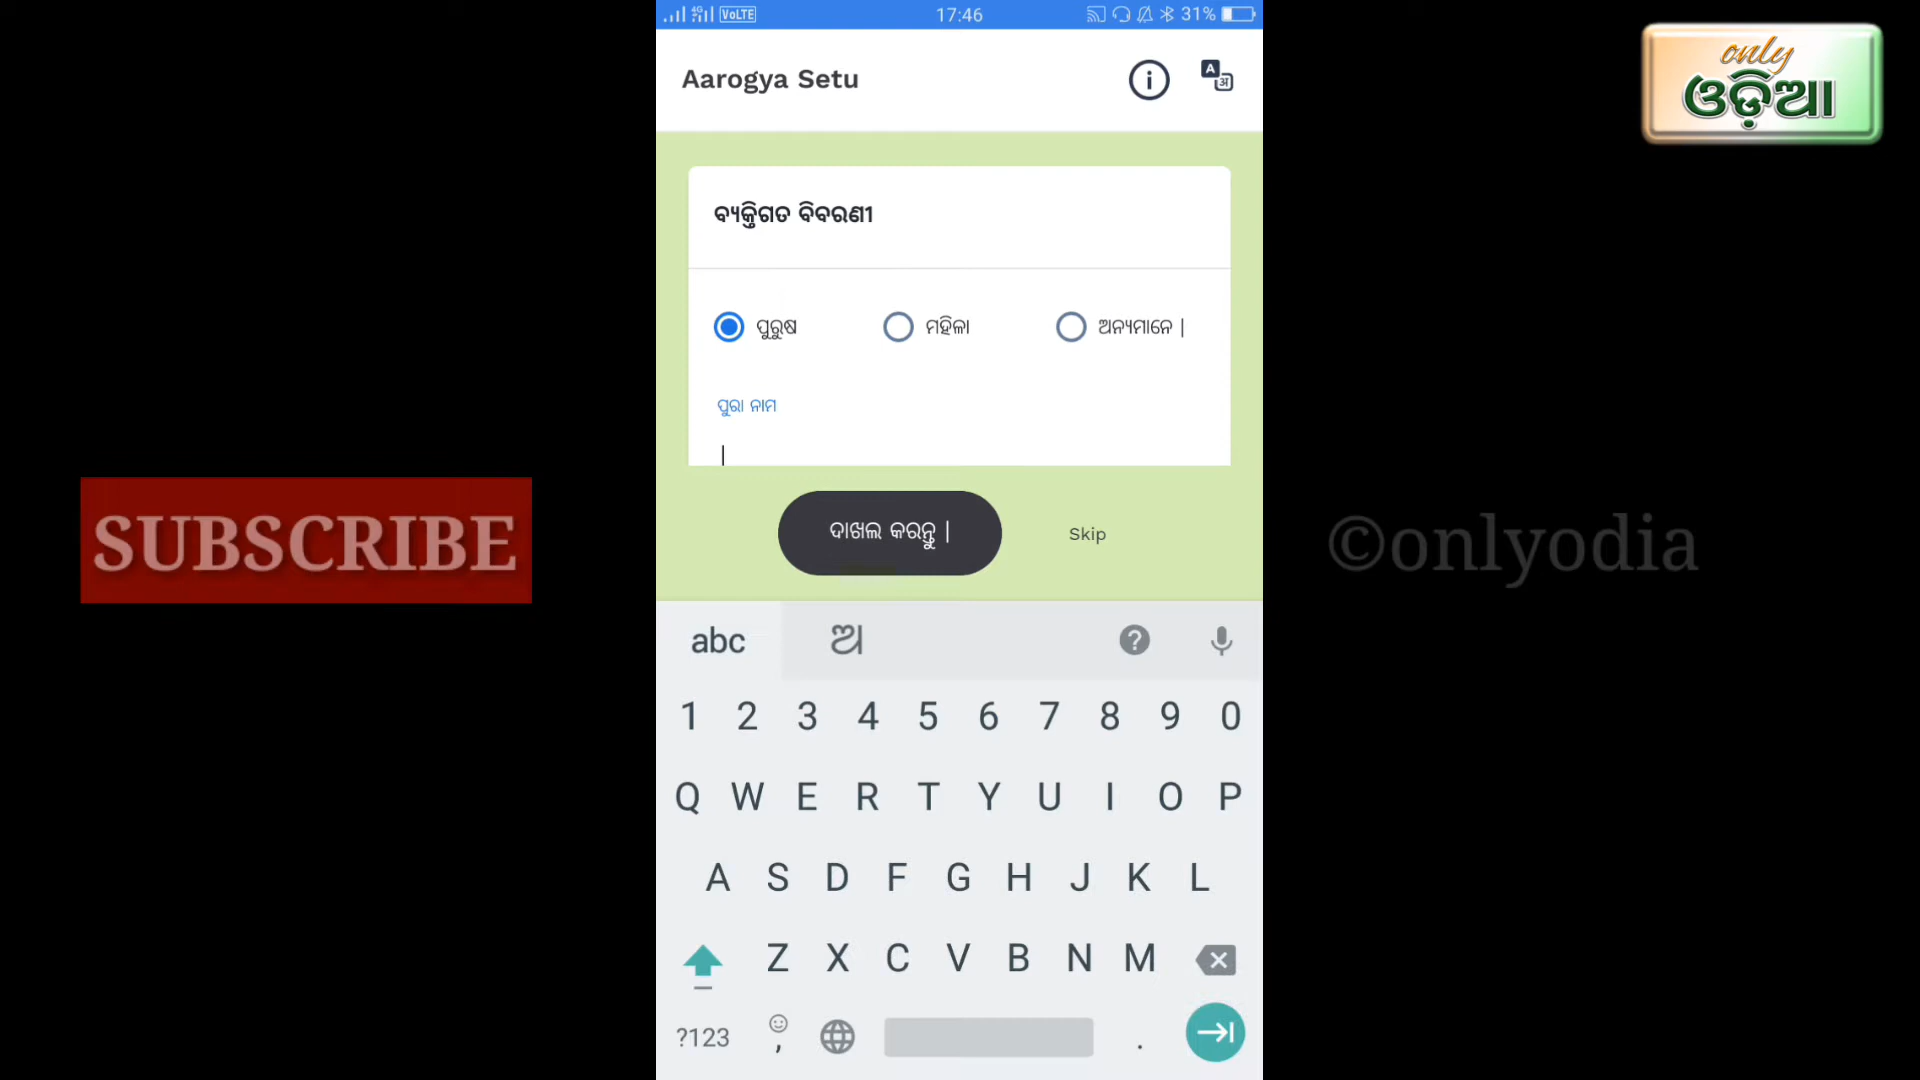 VoLTE 17:46 31%
Aarogya Setu
only
ଓଡ଼ିଆ
ବ୍ୟକ୍ତିଗତ ବିବରଣୀ
ପୁରୁଷ ମହିଳା ଅନ୍ୟମାନେ |
ପୁରା ନାମ
ଦାଖଲ କରନ୍ତୁ | Skip
SUBSCRIBE
©onlyodia
abc ଅ
1 2 3 4 5 6 7 8 9 0
Q W E R T Y U I O P
A S D F G H J K L
Z X C V B N M
?123 , .